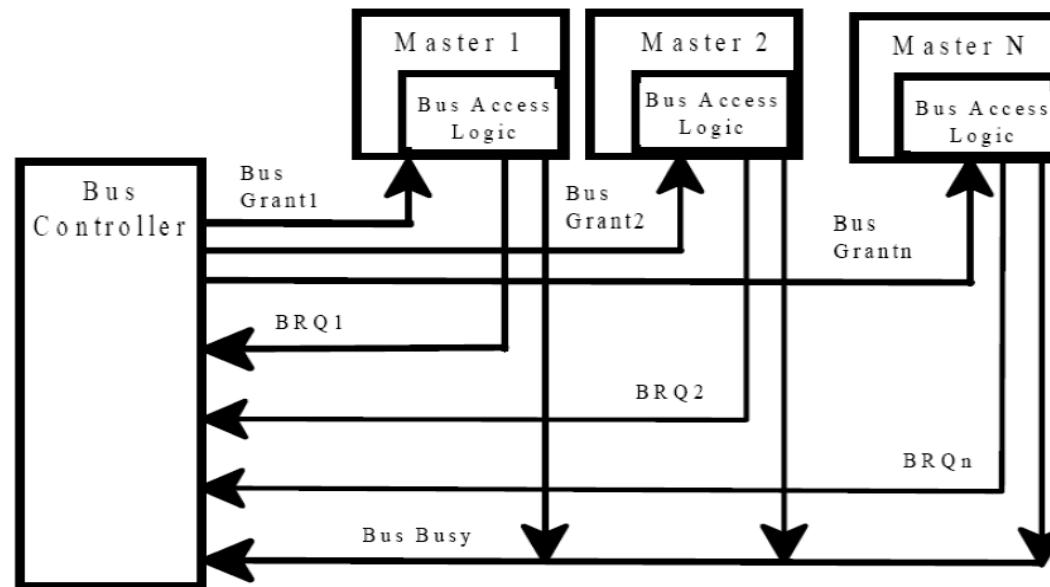 Master 1
Bus Access
Logic
Master 2
Bus Access
Logic
Master N
Bus Access
Logic
Bus
Controller
Bus
Grant1
Bus
Grant2
Bus
Grantn
BRQ1
BRQ2
BRQn
Bus Busy